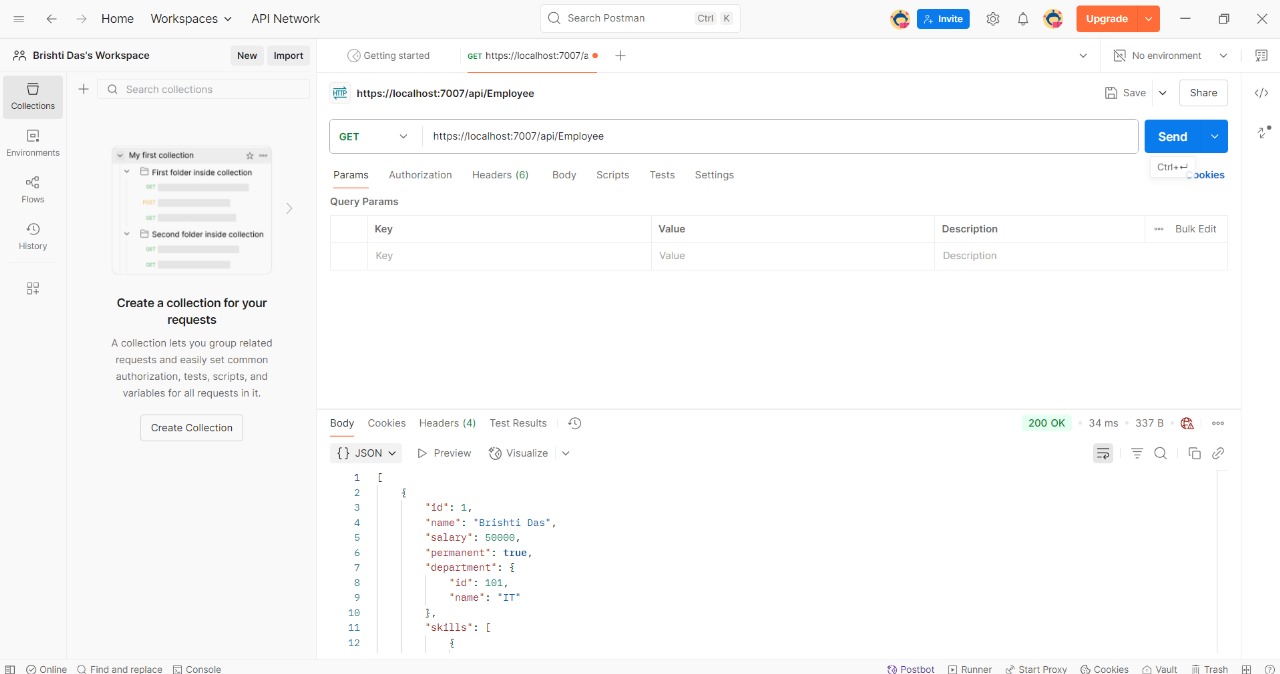 Home Workspaces API Network Search Postman Ctrl K Invite Upgrade
Brishti Das's Workspace New Import Getting started GET https://localhost:7007/a No environment
Collections
Environments
Flows
History
Search collections
My first collection
First folder inside collection
GET
POST
GET
Second folder inside collection
GET
GET
Create a collection for your
requests
A collection lets you group related
requests and easily set common
authorization, tests, scripts, and
variables for all requests in it.
Create Collection
HTTP https://localhost:7007/api/Employee Save Share
GET https://localhost:7007/api/Employee Send
Ctrl+↵
Params Authorization Headers (6) Body Scripts Tests Settings ookies
Query Params
Key Value Description Bulk Edit
Key Value Description
Body Cookies Headers (4) Test Results 200 OK 34 ms 337 B
{} JSON Preview Visualize
1 [
2 {
3 "id": 1,
4 "name": "Brishti Das",
5 "salary": 50000,
6 "permanent": true,
7 "department": {
8 "id": 101,
9 "name": "IT"
10 },
11 "skills": [
12 {
Online Find and replace Console Postbot Runner Start Proxy Cookies Vault Trash